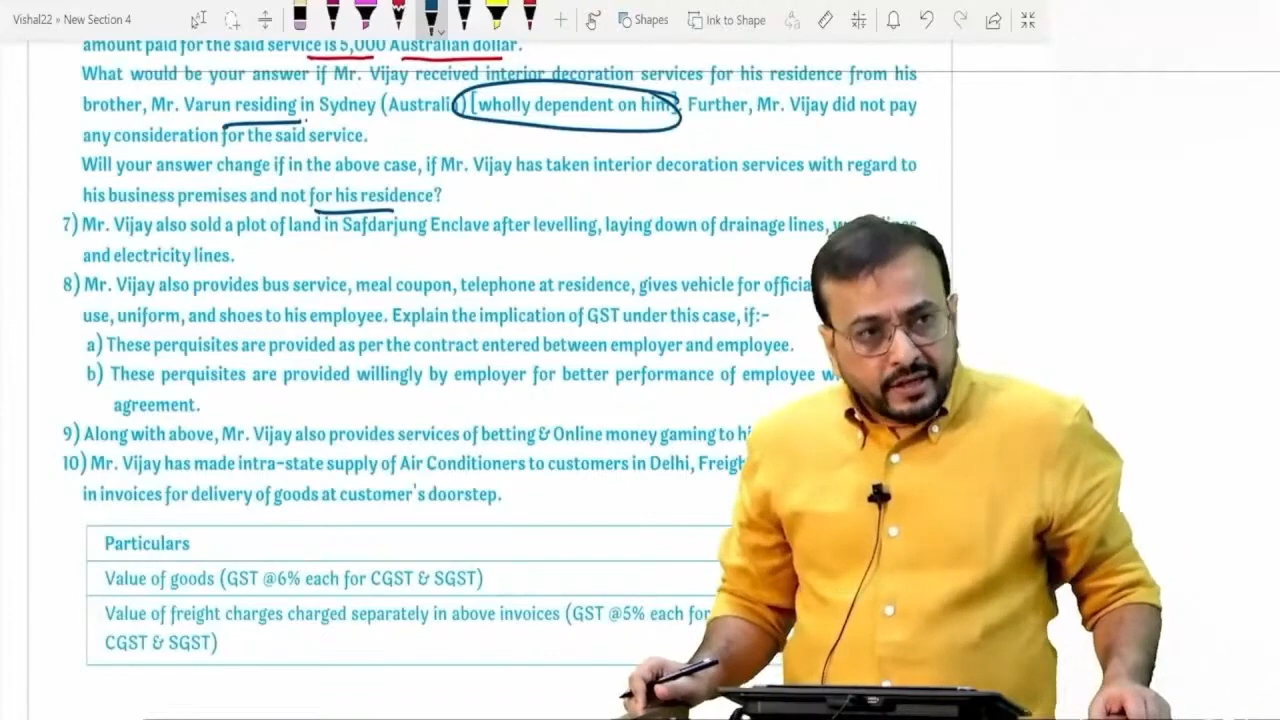 Vishal22 » New Section 4
Shapes
Ink to Shape
amount paid for the said service is 5,000 Australian dollar.
What would be your answer if Mr. Vijay received interior decoration services for his residence from his
brother, Mr. Varun residing in Sydney (Australia) [wholly dependent on him]. Further, Mr. Vijay did not pay
any consideration for the said service.
Will your answer change if in the above case, if Mr. Vijay has taken interior decoration services with regard to
his business premises and not for his residence?
7) Mr. Vijay also sold a plot of land in Safdarjung Enclave after levelling, laying down of drainage lines,
and electricity lines.
8) Mr. Vijay also provides bus service, meal coupon, telephone at residence, gives vehicle for
use, uniform, and shoes to his employee. Explain the implication of GST under this case, if:-
a) These perquisites are provided as per the contract entered between employer and employee.
b) These perquisites are provided willingly by employer for better performance of employee
agreement.
9) Along with above, Mr. Vijay also provides services of betting & Online money gaming to
10) Mr. Vijay has made intra-state supply of Air Conditioners to customers in Delhi,
in invoices for delivery of goods at customer's doorstep.
Particulars
Value of goods (GST @6% each for CGST & SGST)
Value of freight charges charged separately in above invoices (GST @5% each for
CGST & SGST)